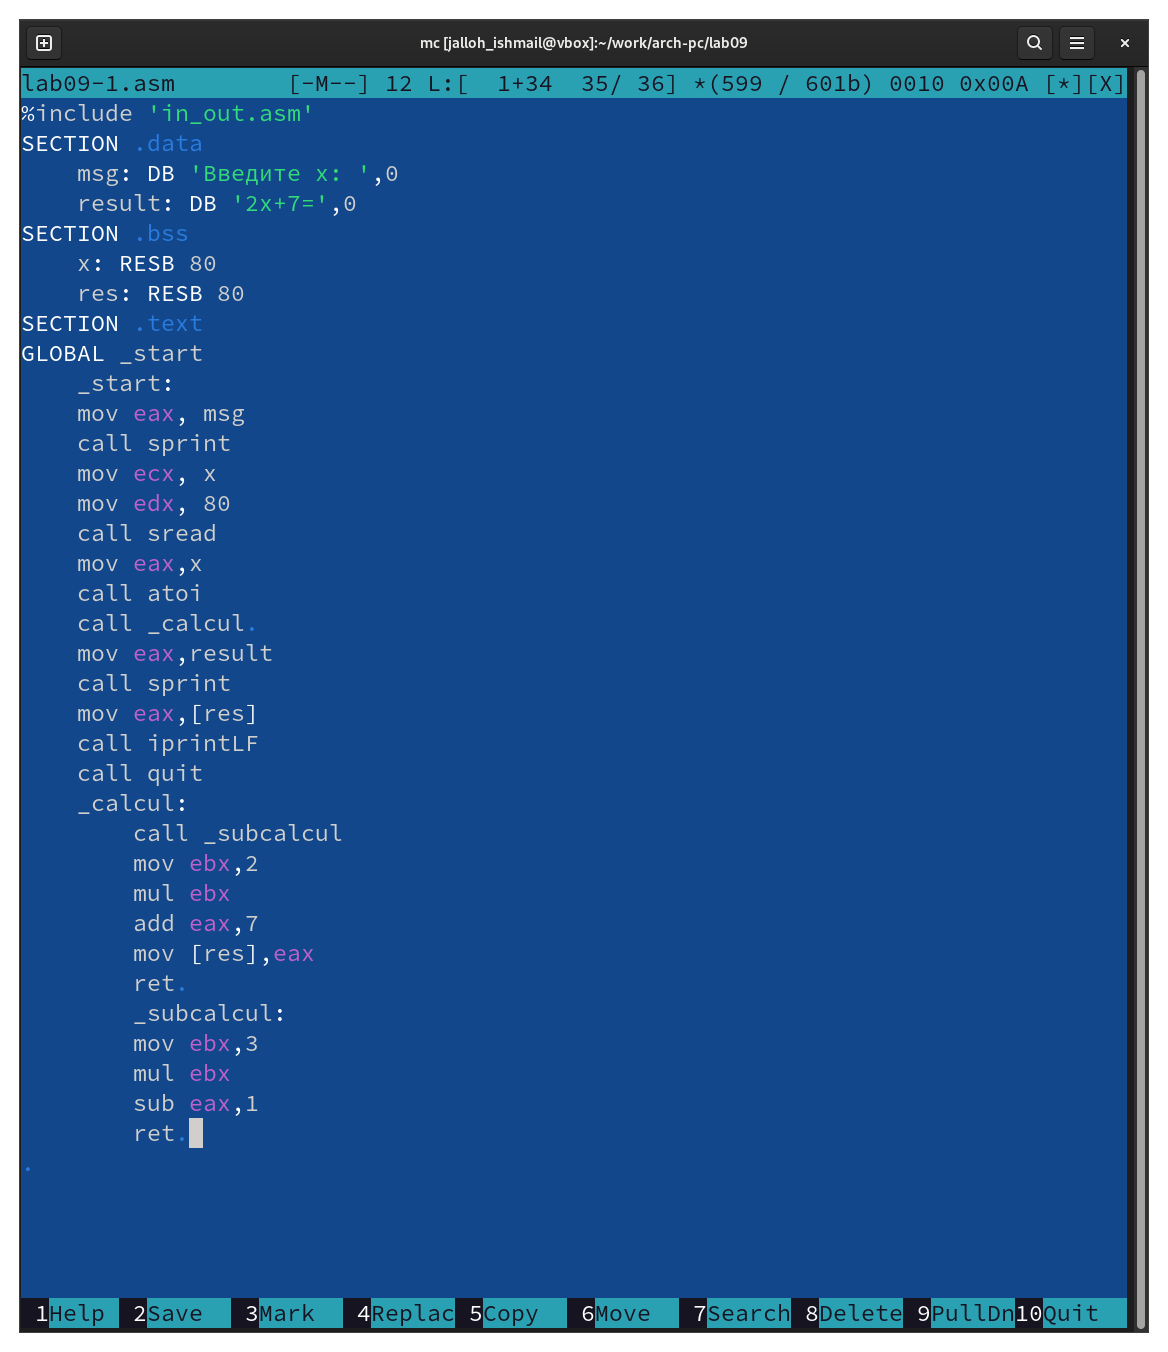 mc [jalloh_ishmail@vbox]:~/work/arch-pc/lab09
lab09-1.asm [-M--] 12 L:[ 1+34 35/ 36] *(599 / 601b) 0010 0x00A [*][X]
%include 'in_out.asm'
SECTION .data
    msg: DB 'Введите x: ',0
    result: DB '2x+7=',0
SECTION .bss
    x: RESB 80
    res: RESB 80
SECTION .text
GLOBAL _start
    _start:
    mov eax, msg
    call sprint
    mov ecx, x
    mov edx, 80
    call sread
    mov eax,x
    call atoi
    call _calcul.
    mov eax,result
    call sprint
    mov eax,[res]
    call iprintLF
    call quit
    _calcul:
        call _subcalcul
        mov ebx,2
        mul ebx
        add eax,7
        mov [res],eax
        ret.
        _subcalcul:
        mov ebx,3
        mul ebx
        sub eax,1
        ret.
.
1Help 2Save 3Mark 4Replac 5Copy 6Move 7Search 8Delete 9PullDn 10Quit